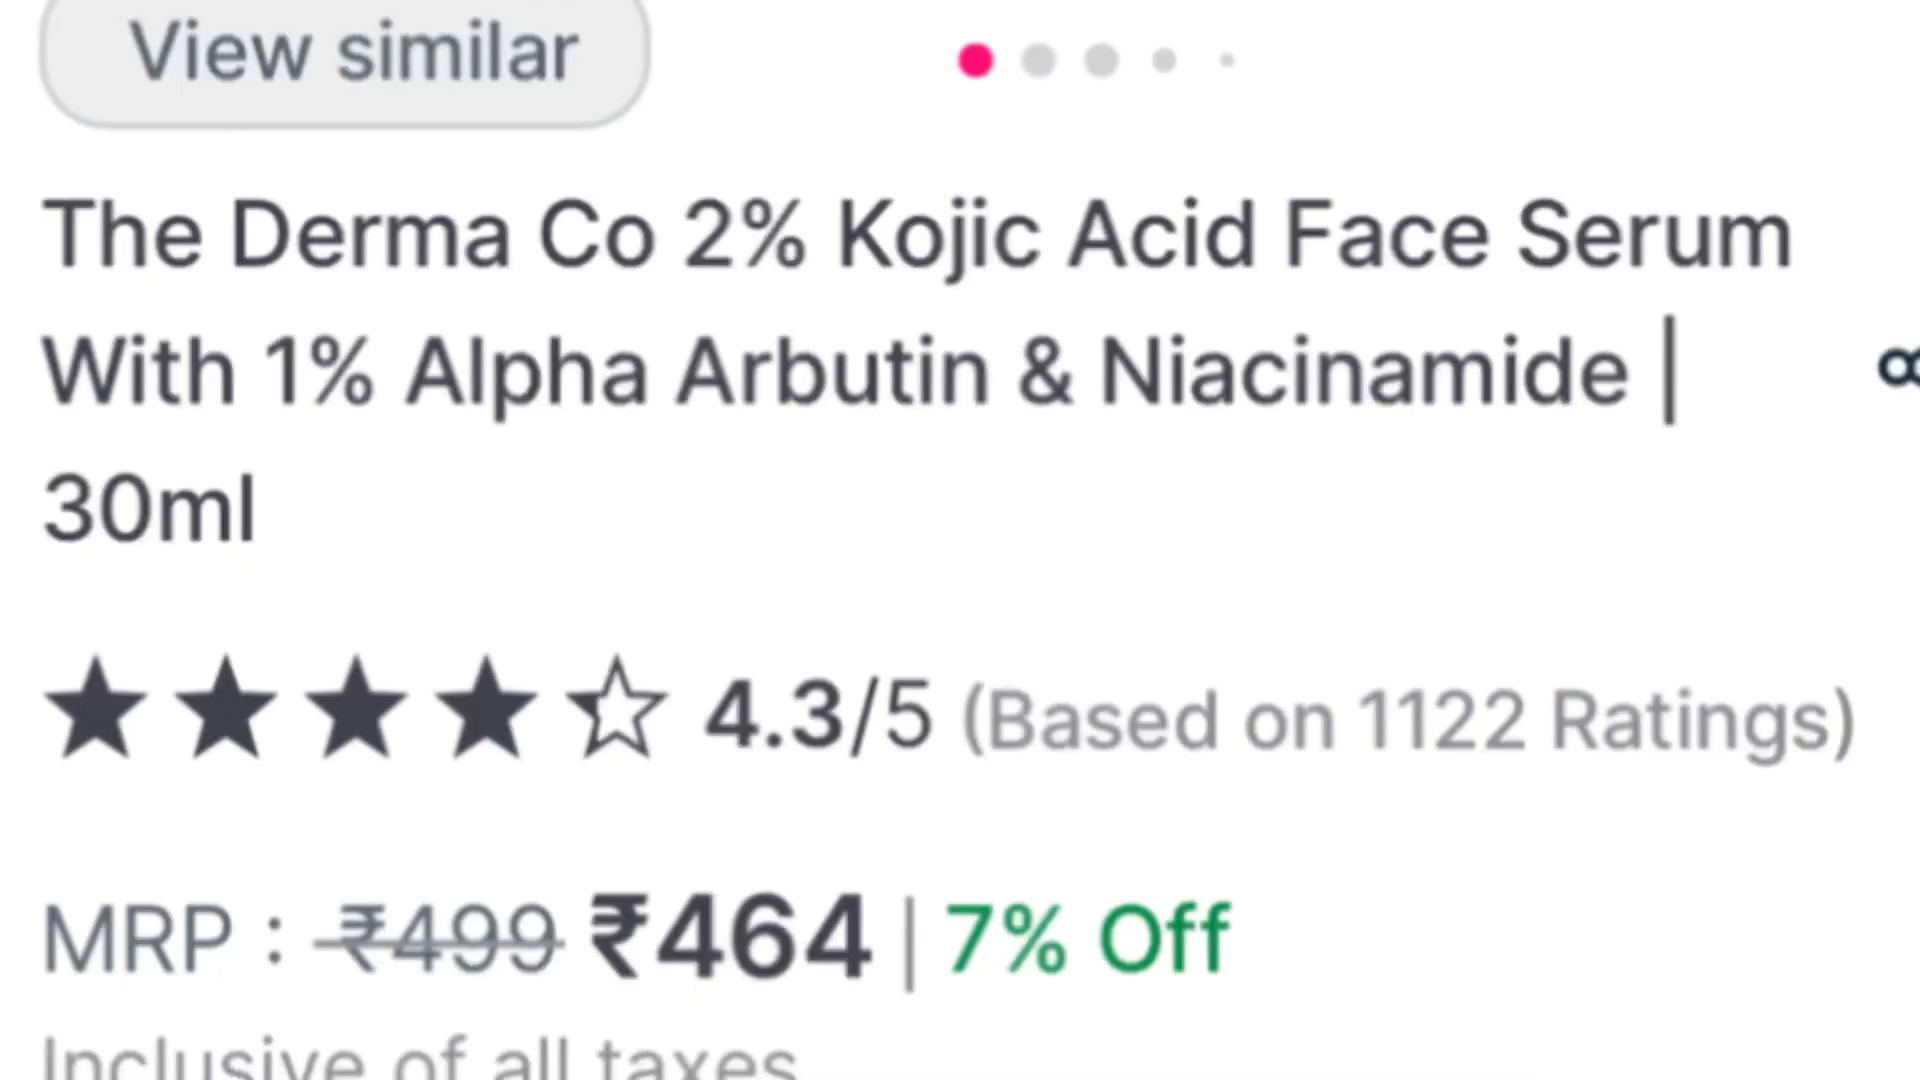 View similar
The Derma Co 2% Kojic Acid Face Serum
With 1% Alpha Arbutin & Niacinamide |
30ml
4.3/5 (Based on 1122 Ratings)
MRP : ₹499 ₹464 | 7% Off
Inclusive of all taxes